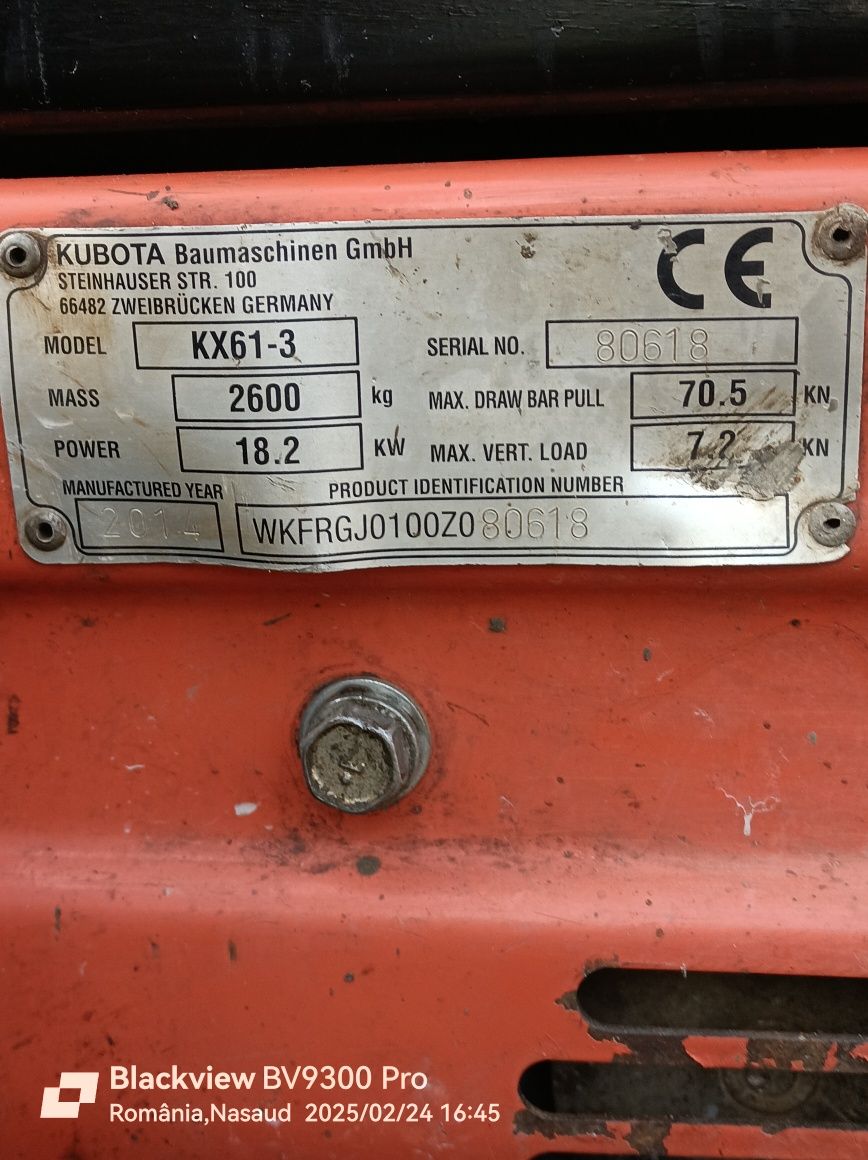 KUBOTA Baumaschinen GmbH
STEINHAUSER STR. 100
66482 ZWEIBRÜCKEN GERMANY
CE
MODEL KX61-3 SERIAL NO. 80618
MASS 2600 kg MAX. DRAW BAR PULL 70.5 KN
POWER 18.2 KW MAX. VERT. LOAD 7.2 KN
MANUFACTURED YEAR PRODUCT IDENTIFICATION NUMBER
2014 WKFRGJ0100Z080618
Blackview BV9300 Pro
România,Nasaud 2025/02/24 16:45